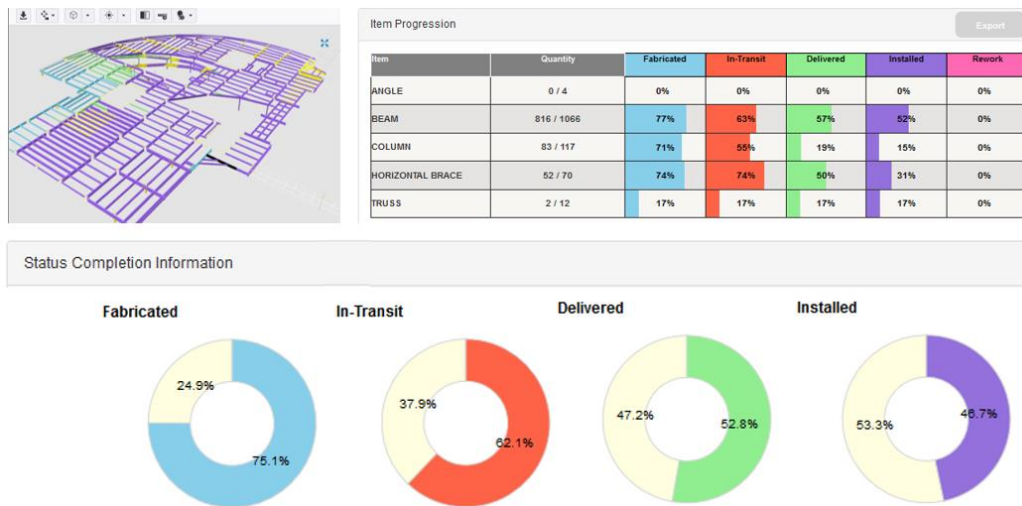 Item Progression
Export
Item Quantity Fabricated In-Transit Delivered Installed Rework
ANGLE 0 / 4 0% 0% 0% 0% 0%
BEAM 816 / 1066 77% 63% 57% 52% 0%
COLUMN 83 / 117 71% 55% 19% 15% 0%
HORIZONTAL BRACE 52 / 70 74% 74% 50% 31% 0%
TRUSS 2 / 12 17% 17% 17% 17% 0%
Status Completion Information
Fabricated In-Transit Delivered Installed
24.9% 75.1%
37.9% 62.1%
47.2% 52.8%
53.3% 46.7%